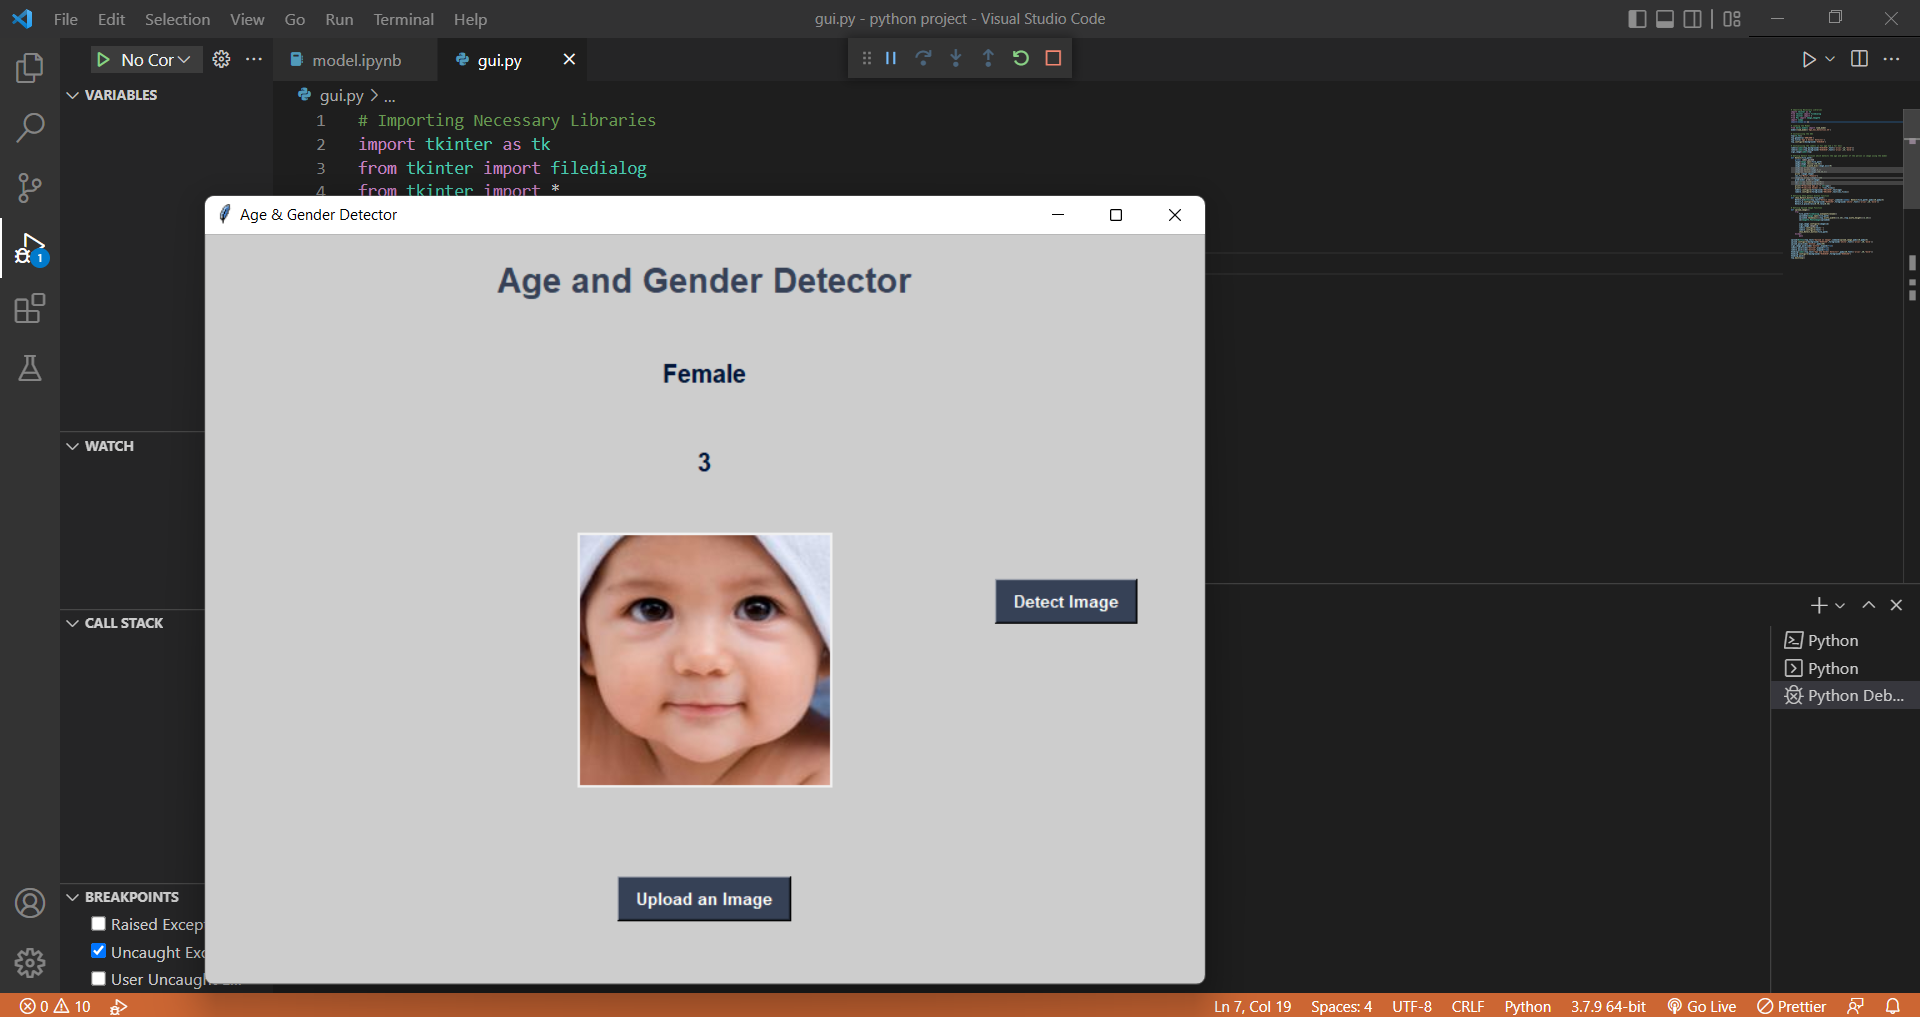 File Edit Selection View Go Run Terminal Help
gui.py - python project - Visual Studio Code
No Cor
model.ipynb
gui.py
VARIABLES
gui.py > ...
1 # Importing Necessary Libraries
2 import tkinter as tk
3 from tkinter import filedialog
4 from tkinter import *
Age & Gender Detector
Age and Gender Detector
Female
3
Detect Image
Upload an Image
1
WATCH
CALL STACK
BREAKPOINTS
Raised Excep
Uncaught Exc
User Uncaugh
Python
Python
Python Deb...
0 10
Ln 7, Col 19 Spaces: 4 UTF-8 CRLF Python 3.7.9 64-bit Go Live Prettier